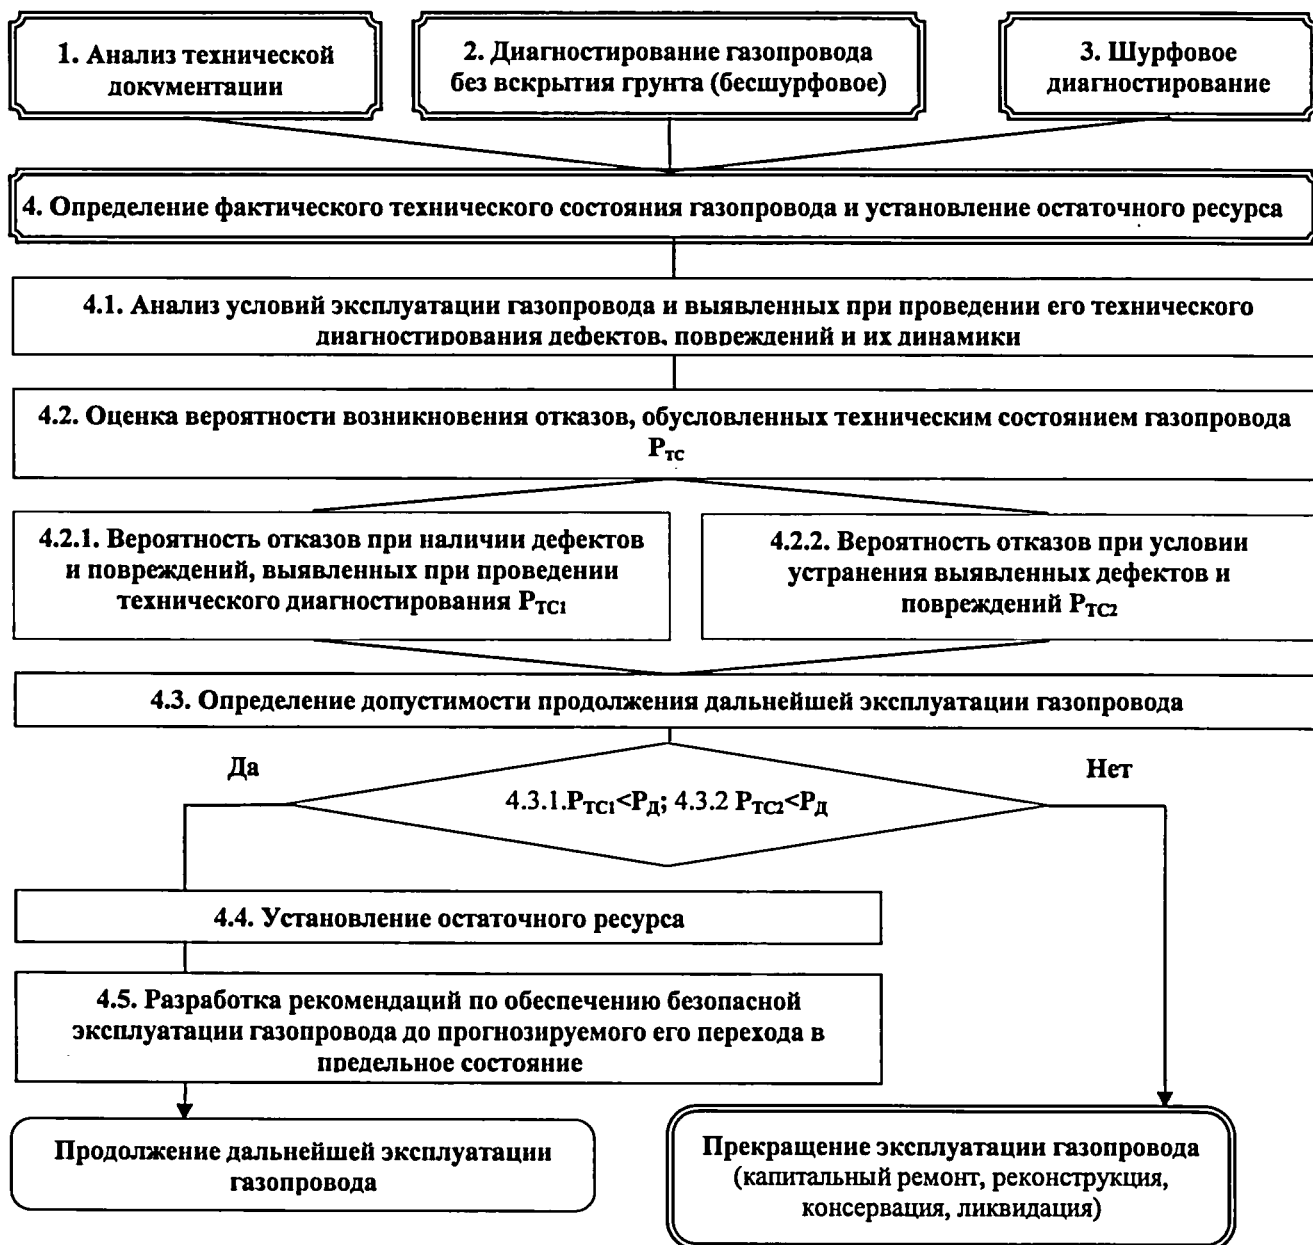 1. Анализ технической
документации
2. Диагностирование газопровода
без вскрытия грунта (бесшурфовое)
3. Шурфовое
диагностирование
4. Определение фактического технического состояния газопровода и установление остаточного ресурса
4.1. Анализ условий эксплуатации газопровода и выявленных при проведении его технического
диагностирования дефектов, повреждений и их динамики
4.2. Оценка вероятности возникновения отказов, обусловленных техническим состоянием газопровода
Pтс
4.2.1. Вероятность отказов при наличии дефектов
и повреждений, выявленных при проведении
технического диагностирования PТС1
4.2.2. Вероятность отказов при условии
устранения выявленных дефектов и
повреждений PТС2
4.3. Определение допустимости продолжения дальнейшей эксплуатации газопровода
Да
Нет
4.3.1.PТС1<PД; 4.3.2 PТС2<PД
4.4. Установление остаточного ресурса
4.5. Разработка рекомендаций по обеспечению безопасной
эксплуатации газопровода до прогнозируемого его перехода в
предельное состояние
Продолжение дальнейшей эксплуатации
газопровода
Прекращение эксплуатации газопровода
(капитальный ремонт, реконструкция,
консервация, ликвидация)